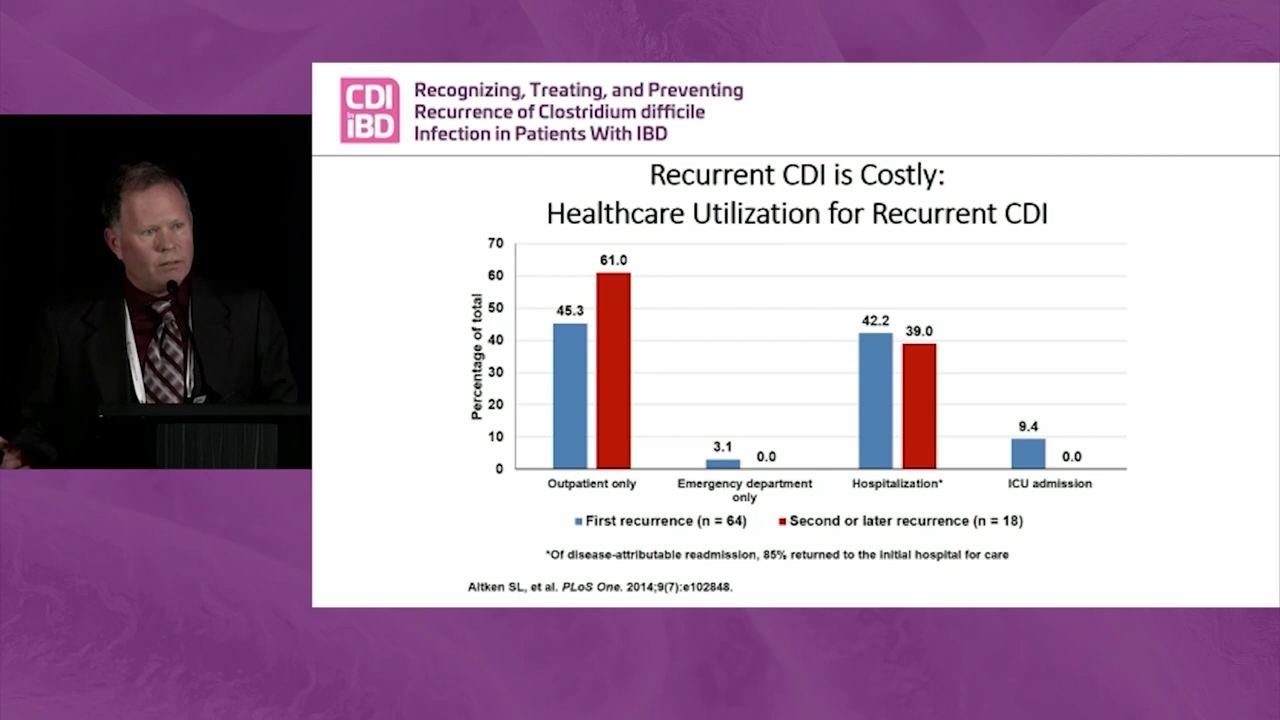 CDI
in
IBD
Recognizing, Treating, and Preventing
Recurrence of Clostridium difficile
Infection in Patients With IBD
Recurrent CDI is Costly:
Healthcare Utilization for Recurrent CDI
Percentage of total
70
60
50
40
30
20
10
0
45.3
61.0
3.1
0.0
42.2
39.0
9.4
0.0
Outpatient only
Emergency department
only
Hospitalization*
ICU admission
First recurrence (n = 64)
Second or later recurrence (n = 18)
*Of disease-attributable readmission, 85% returned to the initial hospital for care
Aitken SL, et al. PLoS One. 2014;9(7):e102848.